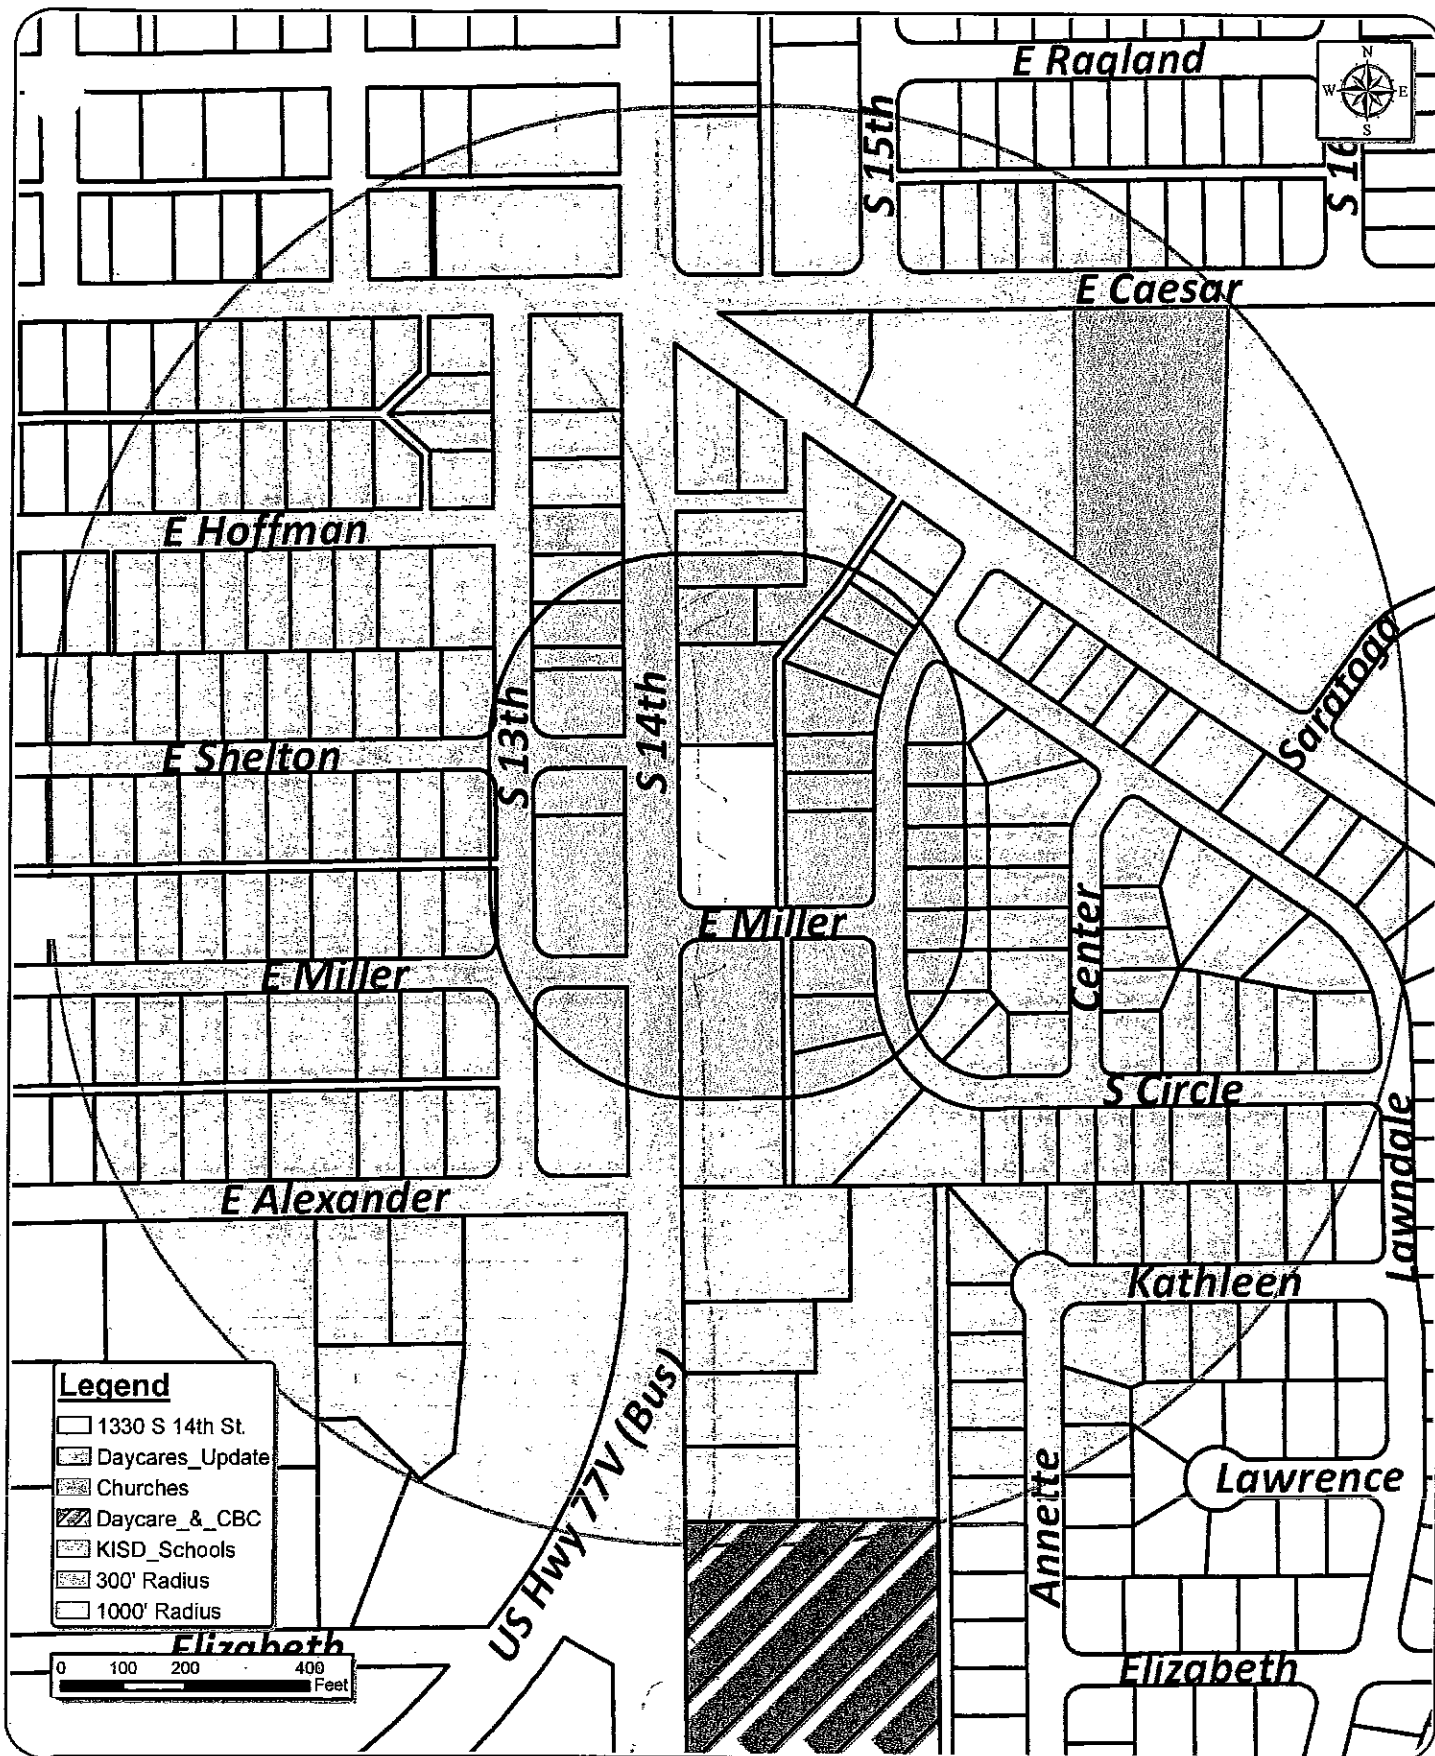 E Ragland
N
W E
S
S 15th
S 16
E Caesar
E Hoffman
Saratoga
S 13th
S 14th
E Shelton
E Miller
Center
E Miller
S Circle
Lawndale
E Alexander
Kathleen
US Hwy 77V (Bus)
Legend
1330 S 14th St.
Daycares_Update
Churches
Daycare_&_CBC
KISD_Schools
300' Radius
1000' Radius
Annette
Lawrence
Elizabeth
0 100 200 400
Feet
Elizabeth